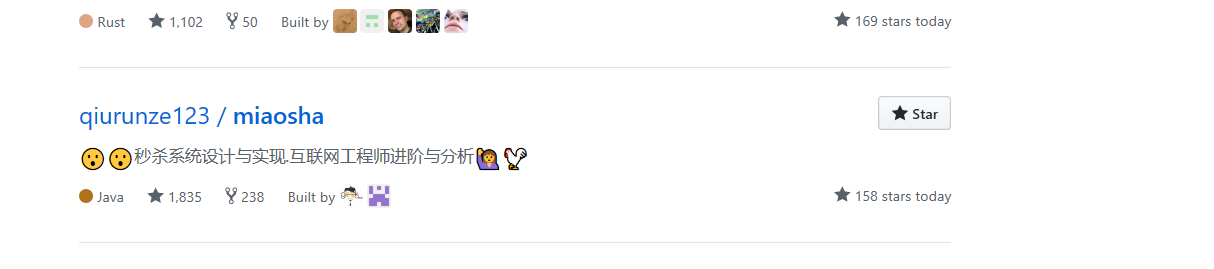 Rust 1,102 50 Built by 169 stars today
qiurunze123 / miaosha Star
😮😮秒杀系统设计与实现.互联网工程师进阶与分析🙋🐓
Java 1,835 238 Built by 158 stars today